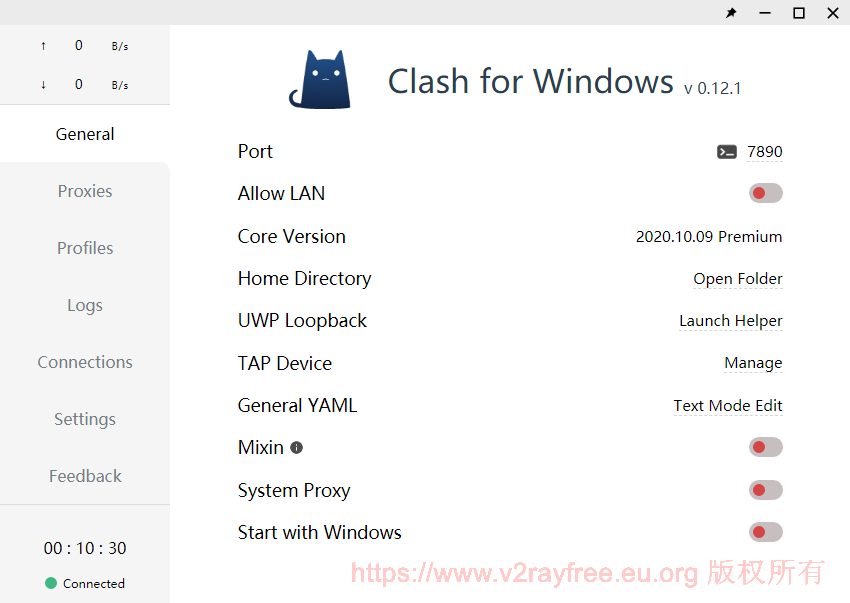 ↑ 0 B/s
↓ 0 B/s
General
Proxies
Profiles
Logs
Connections
Settings
Feedback
00 : 10 : 30
Connected
Clash for Windows v 0.12.1
Port 7890
Allow LAN
Core Version 2020.10.09 Premium
Home Directory Open Folder
UWP Loopback Launch Helper
TAP Device Manage
General YAML Text Mode Edit
Mixin
System Proxy
Start with Windows
https://www.v2rayfree.eu.org 版权所有